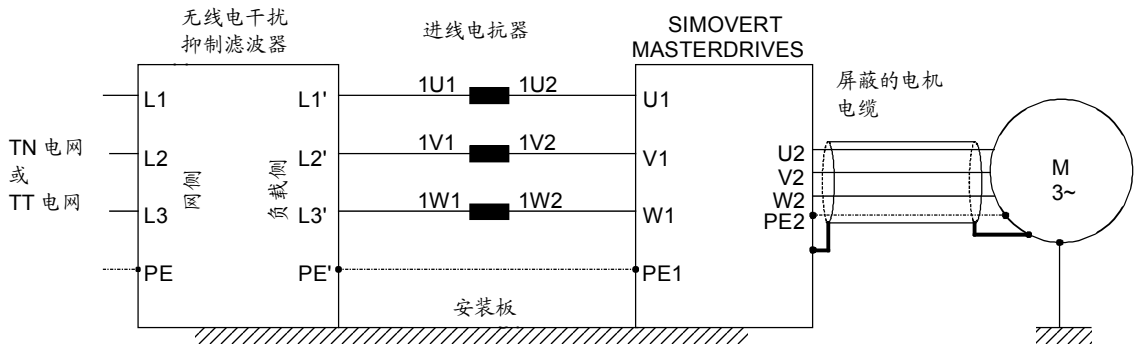 无线电干扰
抑制滤波器
进线电抗器
SIMOVERT
MASTERDRIVES
屏蔽的电机
电缆
TN 电网
或
TT 电网
L1
L2
L3
PE
网侧
负载侧
L1'
L2'
L3'
PE'
1U1
1U2
1V1
1V2
1W1
1W2
U1
V1
W1
PE1
U2
V2
W2
PE2
M
3~
安装板